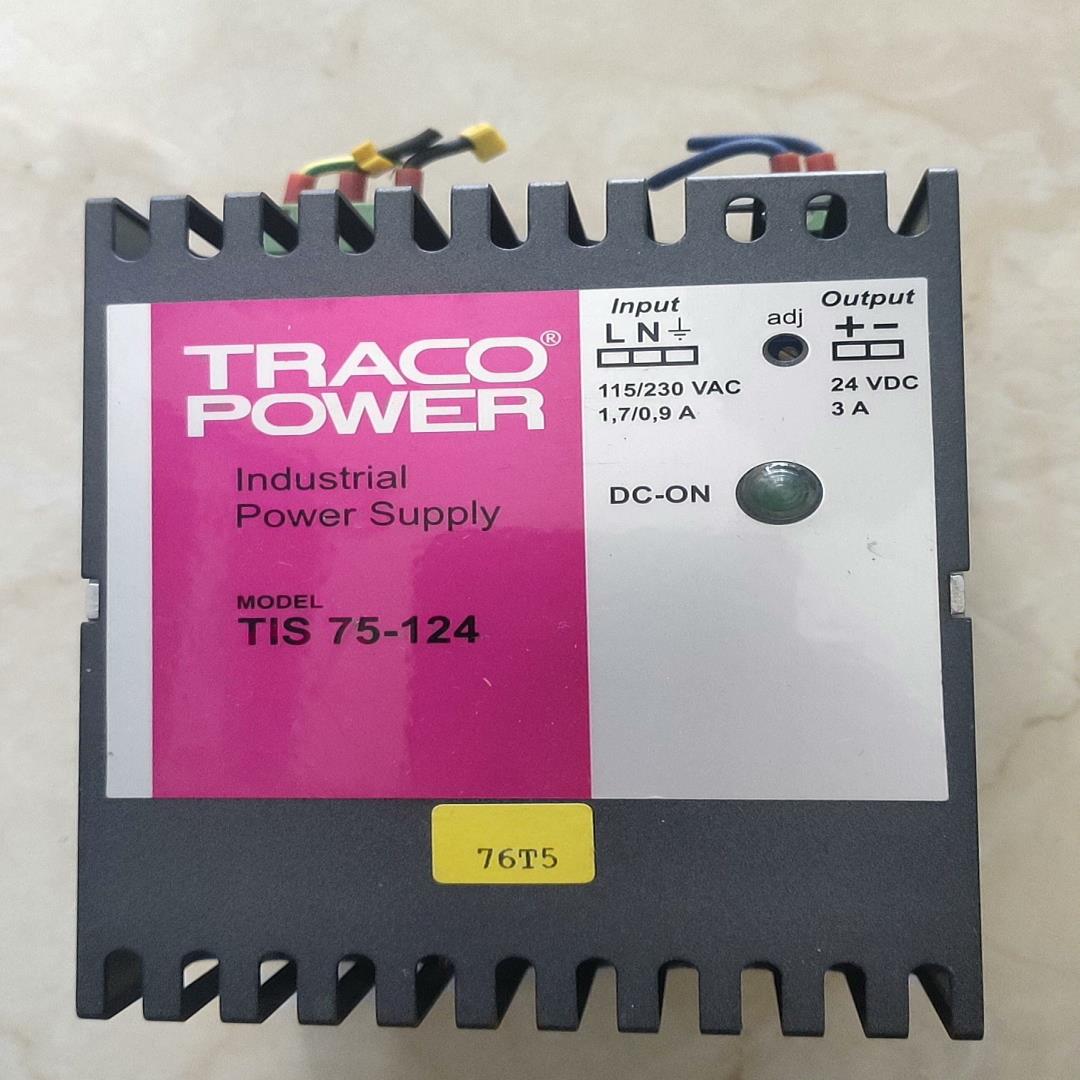 TRACO®
POWER
Industrial
Power Supply
MODEL
TIS 75-124
Input
L N
115/230 VAC
1,7/0,9 A
adj
Output
+ -
24 VDC
3 A
DC-ON
76T5